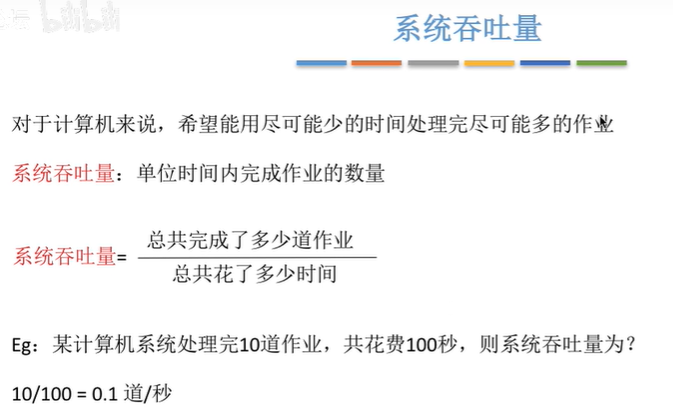 系统吞吐量
对于计算机来说，希望能用尽可能少的时间处理完尽可能多的作业
系统吞吐量：单位时间内完成作业的数量
总共完成了多少道作业
系统吞吐量=
总共花了多少时间
Eg：某计算机系统处理完10道作业，共花费100秒，则系统吞吐量为？
10/100 = 0.1 道/秒